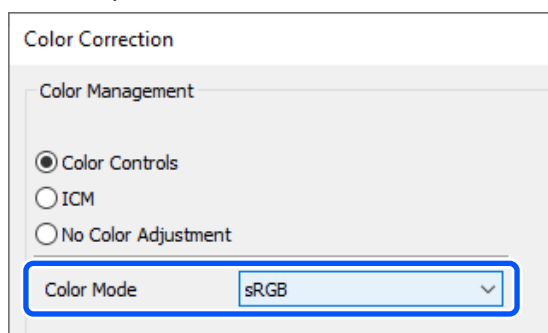 Color Correction
Color Management
Color Controls
ICM
No Color Adjustment
Color Mode sRGB